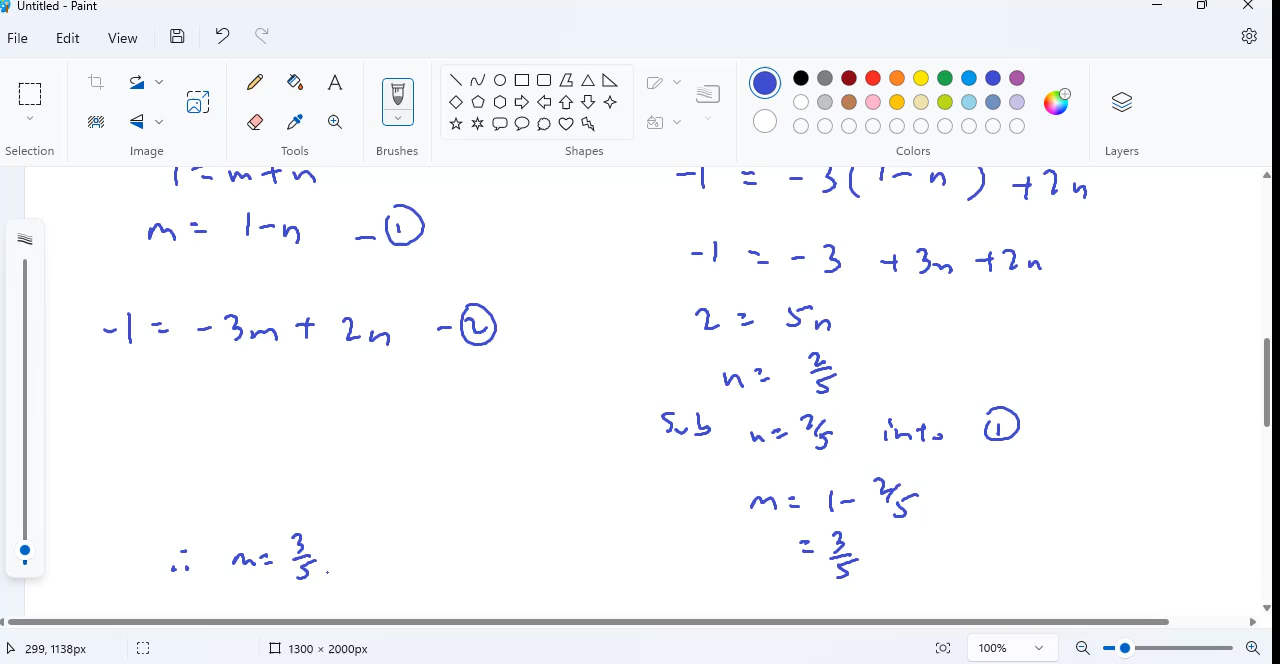 Untitled - Paint
File Edit View
Selection Image Tools Brushes Shapes Colors Layers
1 = m + n
m = 1 - n - ①
-1 = -3m + 2n - ②
∴ m = 3/5,
-1 = -3(1 - n) + 2n
-1 = -3 + 3n + 2n
2 = 5n
n = 2/5
Sub n = 2/5 into ①
m = 1 - 2/5
= 3/5
299, 1138px 1300 × 2000px 100%